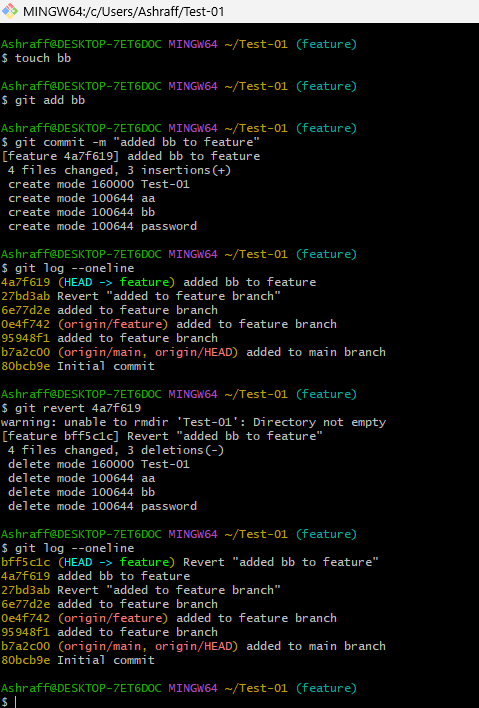 MINGW64:/c/Users/Ashraff/Test-01
Ashraff@DESKTOP-7ET6DOC MINGW64 ~/Test-01 (feature)
$ touch bb
Ashraff@DESKTOP-7ET6DOC MINGW64 ~/Test-01 (feature)
$ git add bb
Ashraff@DESKTOP-7ET6DOC MINGW64 ~/Test-01 (feature)
$ git commit -m "added bb to feature"
[feature 4a7f619] added bb to feature
 4 files changed, 3 insertions(+)
 create mode 160000 Test-01
 create mode 100644 aa
 create mode 100644 bb
 create mode 100644 password
Ashraff@DESKTOP-7ET6DOC MINGW64 ~/Test-01 (feature)
$ git log --oneline
4a7f619 (HEAD -> feature) added bb to feature
27bd3ab Revert "added to feature branch"
6e77d2e added to feature branch
0e4f742 (origin/feature) added to feature branch
95948f1 added to feature branch
b7a2c00 (origin/main, origin/HEAD) added to main branch
80bcb9e Initial commit
Ashraff@DESKTOP-7ET6DOC MINGW64 ~/Test-01 (feature)
$ git revert 4a7f619
warning: unable to rmdir 'Test-01': Directory not empty
[feature bff5c1c] Revert "added bb to feature"
 4 files changed, 3 deletions(-)
 delete mode 160000 Test-01
 delete mode 100644 aa
 delete mode 100644 bb
 delete mode 100644 password
Ashraff@DESKTOP-7ET6DOC MINGW64 ~/Test-01 (feature)
$ git log --oneline
bff5c1c (HEAD -> feature) Revert "added bb to feature"
4a7f619 added bb to feature
27bd3ab Revert "added to feature branch"
6e77d2e added to feature branch
0e4f742 (origin/feature) added to feature branch
95948f1 added to feature branch
b7a2c00 (origin/main, origin/HEAD) added to main branch
80bcb9e Initial commit
Ashraff@DESKTOP-7ET6DOC MINGW64 ~/Test-01 (feature)
$